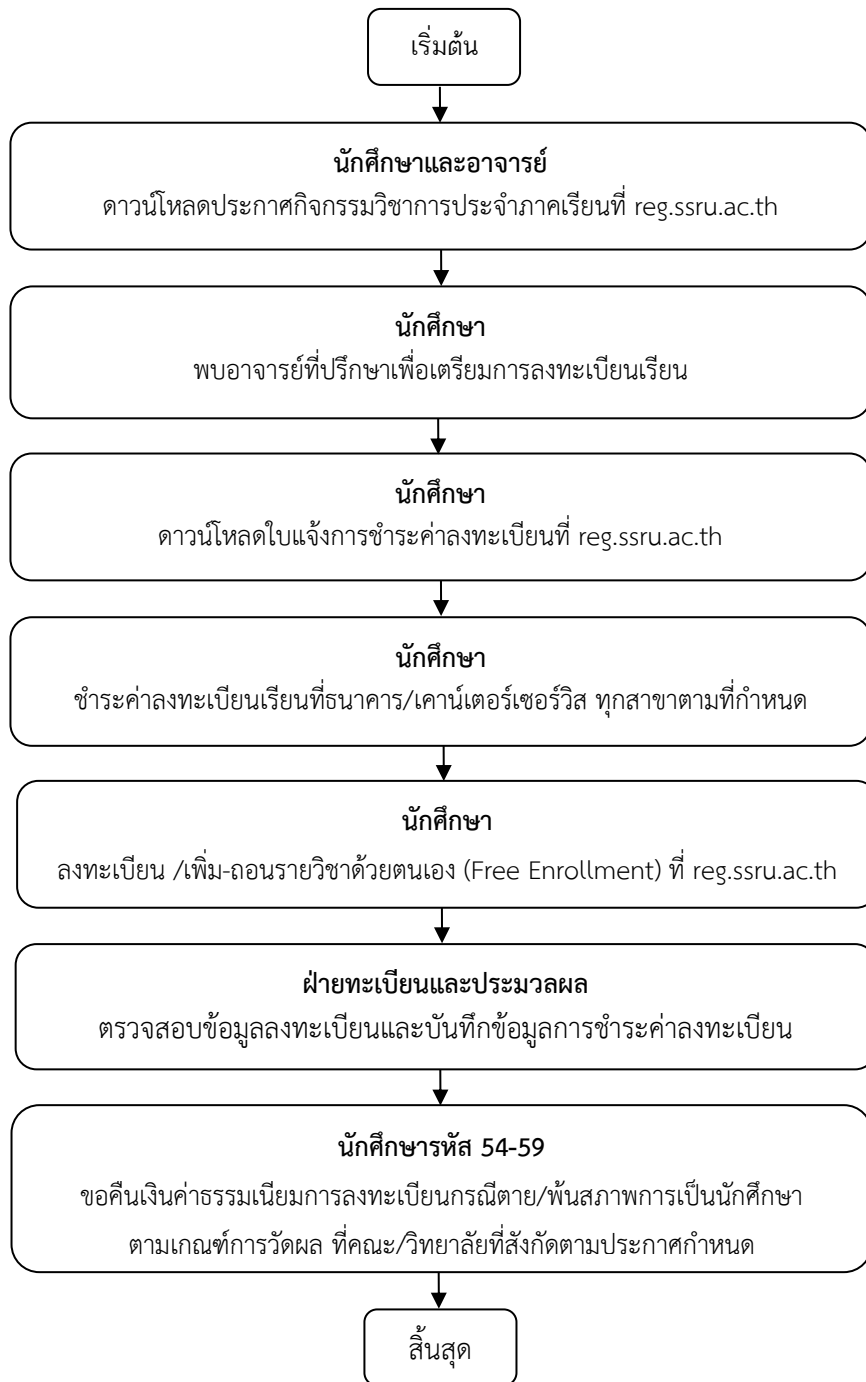 เริ่มต้น
นักศึกษาและอาจารย์
ดาวน์โหลดประกาศกิจกรรมวิชาการประจำภาคเรียนที่ reg.ssru.ac.th
นักศึกษา
พบอาจารย์ที่ปรึกษาเพื่อเตรียมการลงทะเบียนเรียน
นักศึกษา
ดาวน์โหลดใบแจ้งการชำระค่าลงทะเบียนที่ reg.ssru.ac.th
นักศึกษา
ชำระค่าลงทะเบียนเรียนที่ธนาคาร/เคาน์เตอร์เซอร์วิส ทุกสาขาตามที่กำหนด
นักศึกษา
ลงทะเบียน /เพิ่ม-ถอนรายวิชาด้วยตนเอง (Free Enrollment) ที่ reg.ssru.ac.th
ฝ่ายทะเบียนและประมวลผล
ตรวจสอบข้อมูลลงทะเบียนและบันทึกข้อมูลการชำระค่าลงทะเบียน
นักศึกษารหัส 54-59
ขอคืนเงินค่าธรรมเนียมการลงทะเบียนกรณีตาย/พ้นสภาพการเป็นนักศึกษา
ตามเกณฑ์การวัดผล ที่คณะ/วิทยาลัยที่สังกัดตามประกาศกำหนด
สิ้นสุด